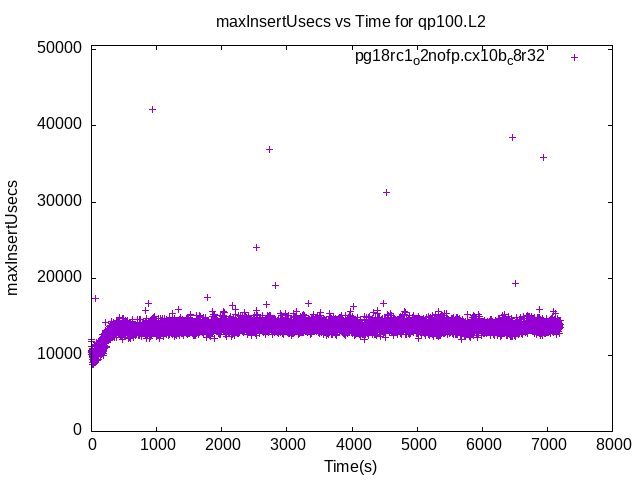 maxInsertUsecs vs Time for qp100.L2
50000
pg18rc1_o2nofp.cx10b_c8r32
40000
30000
maxInsertUsecs
20000
10000
0
0 1000 2000 3000 4000 5000 6000 7000 8000
Time(s)